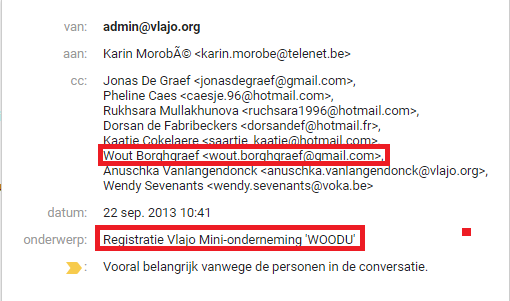 van: admin@vlajo.org
aan: Karin MorobÃ© <karin.morobe@telenet.be>
cc: Jonas De Graef <jonasdegraef@gmail.com>,
Pheline Caes <caesje.96@hotmail.com>,
Rukhsara Mullakhunova <ruchsara1996@hotmail.com>,
Dorsan de Fabribeckers <dorsandef@hotmail.fr>,
Kaatje Cokelaere <saartje_kaatje@hotmail.com>,
Wout Borghgraef <wout.borghgraef@gmail.com>,
Anuschka Vanlangendonck <anuschka.vanlangendonck@vlajo.org>,
Wendy Sevenants <wendy.sevenants@voka.be>
datum: 22 sep. 2013 10:41
onderwerp: Registratie Vlajo Mini-onderneming 'WOODU'
: Vooral belangrijk vanwege de personen in de conversatie.